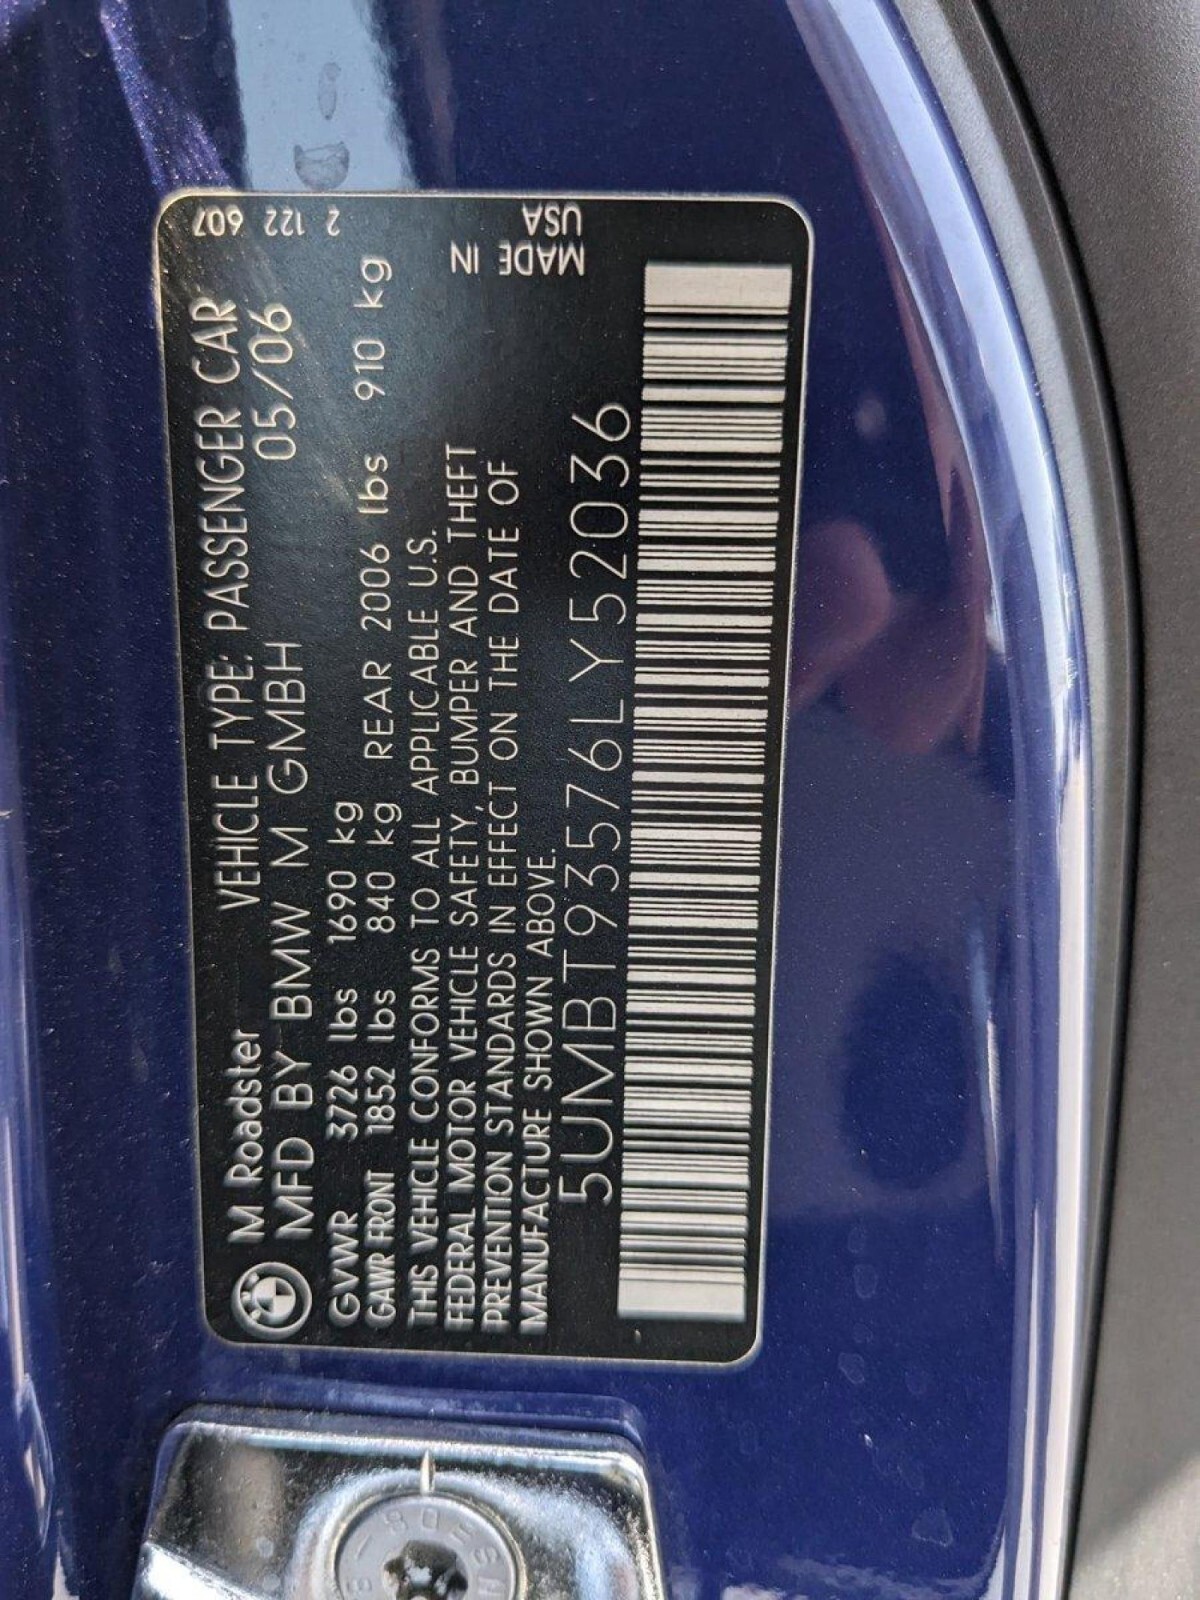 M Roadster VEHICLE TYPE: PASSENGER CAR
MFD BY BMW M GMBH 05/06
GVWR 3726 lbs 1690 kg
GAWR FRONT 1852 lbs 840 kg REAR 2006 lbs 910 kg
THIS VEHICLE CONFORMS TO ALL APPLICABLE U.S.
FEDERAL MOTOR VEHICLE SAFETY, BUMPER AND THEFT
PREVENTION STANDARDS IN EFFECT ON THE DATE OF
MANUFACTURE SHOWN ABOVE.
5UMBT93576LY52036
2 122 607
MADE IN
USA